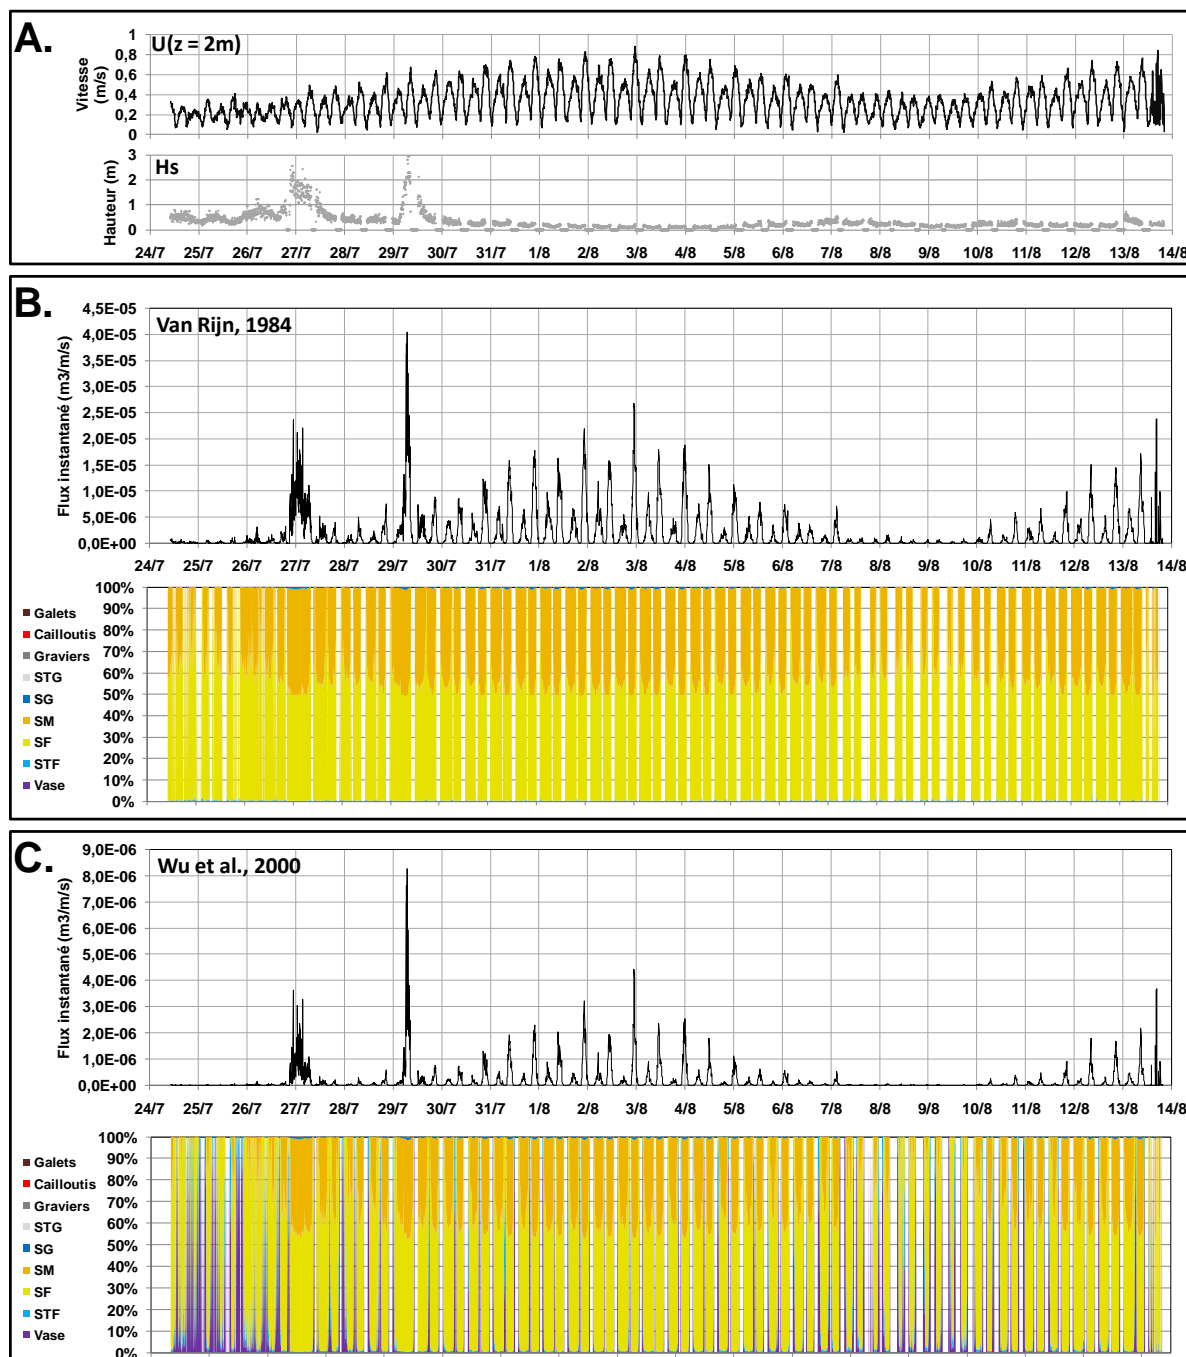 A.
U(z = 2m)
Vitesse (m/s)
1
0,8
0,6
0,4
0,2
0
Hs
Hauteur (m)
3
2
1
0
24/7 25/7 26/7 27/7 28/7 29/7 30/7 31/7 1/8 2/8 3/8 4/8 5/8 6/8 7/8 8/8 9/8 10/8 11/8 12/8 13/8 14/8
B.
Van Rijn, 1984
Flux instantané (m3/m/s)
4,5E-05
4,0E-05
3,5E-05
3,0E-05
2,5E-05
2,0E-05
1,5E-05
1,0E-05
5,0E-06
0,0E+00
24/7 25/7 26/7 27/7 28/7 29/7 30/7 31/7 1/8 2/8 3/8 4/8 5/8 6/8 7/8 8/8 9/8 10/8 11/8 12/8 13/8 14/8
Galets
Cailloutis
Graviers
STG
SG
SM
SF
STF
Vase
100%
90%
80%
70%
60%
50%
40%
30%
20%
10%
0%
C.
Wu et al., 2000
Flux instantané (m3/m/s)
9,0E-06
8,0E-06
7,0E-06
6,0E-06
5,0E-06
4,0E-06
3,0E-06
2,0E-06
1,0E-06
0,0E+00
24/7 25/7 26/7 27/7 28/7 29/7 30/7 31/7 1/8 2/8 3/8 4/8 5/8 6/8 7/8 8/8 9/8 10/8 11/8 12/8 13/8 14/8
Galets
Cailloutis
Graviers
STG
SG
SM
SF
STF
Vase
100%
90%
80%
70%
60%
50%
40%
30%
20%
10%
0%